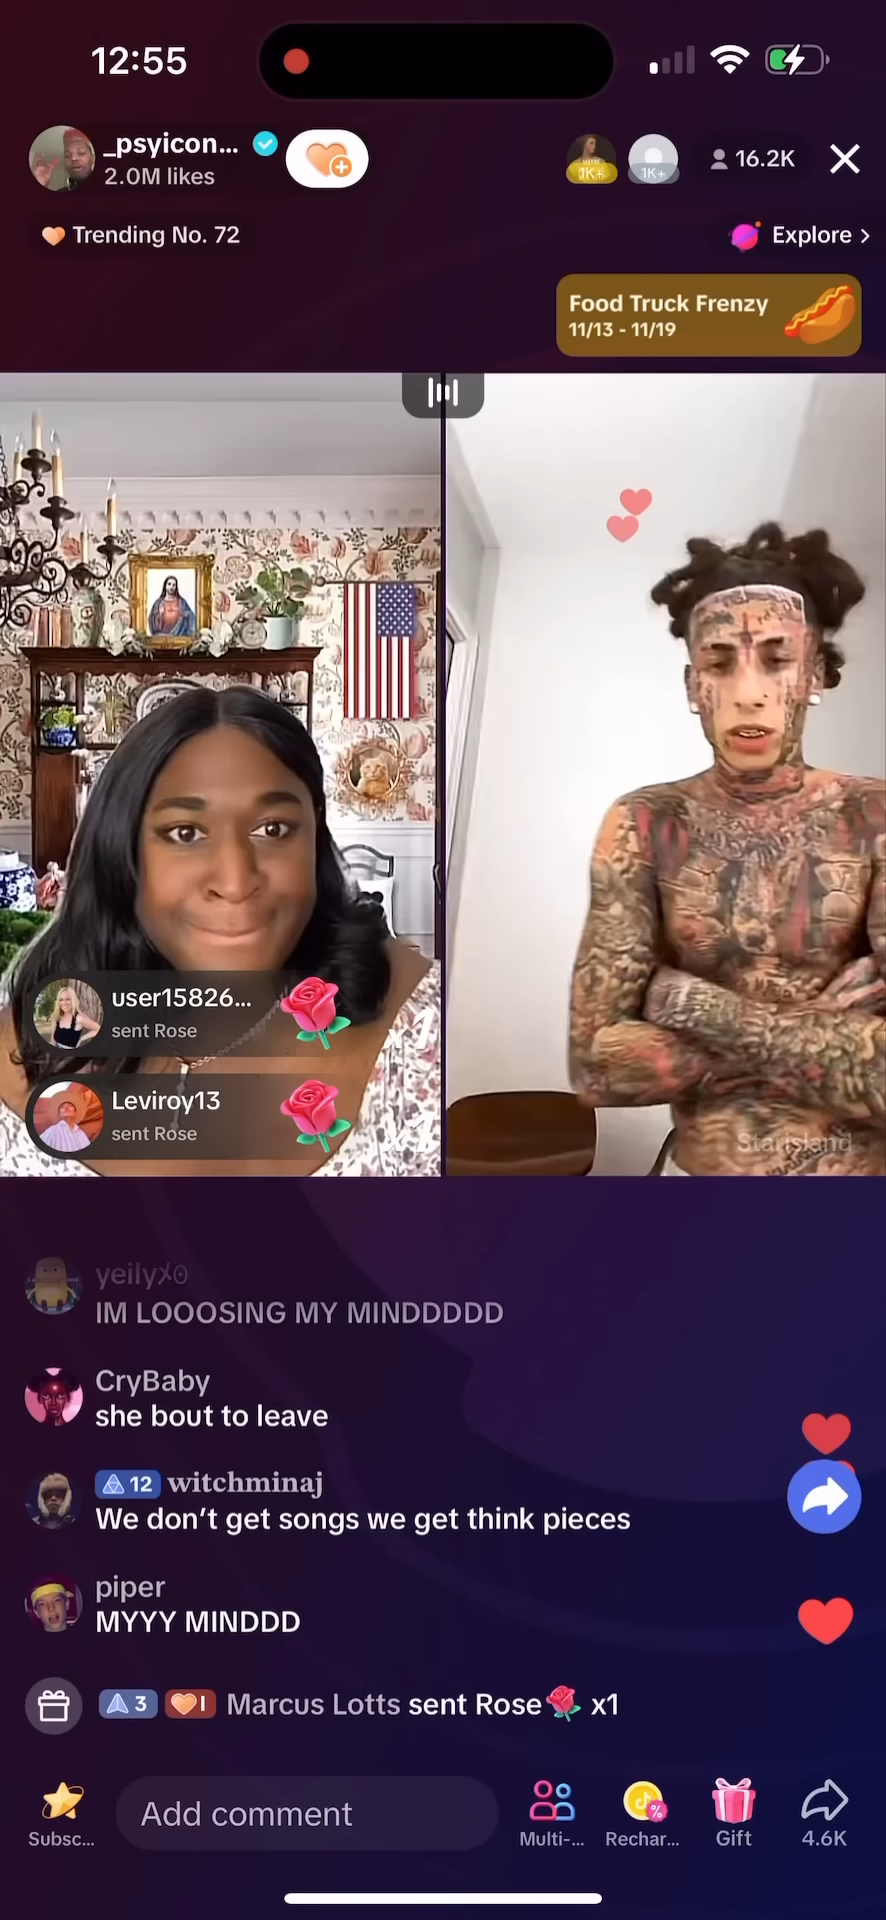 12:55
_psyicon...
2.0M likes
1K+
1K+
16.2K
Trending No. 72
Explore >
Food Truck Frenzy
11/13 - 11/19
user15826...
sent Rose
x1
Leviroy13
sent Rose
x1
StarIsland
IM LOOOSING MY MINDDDDD
CryBaby
she bout to leave
12 witchminaj
We don’t get songs we get think pieces
piper
MYYY MINDDD
3 I Marcus Lotts sent Rose x1
Subsc...
Add comment
Multi-...
Rechar...
Gift
4.6K